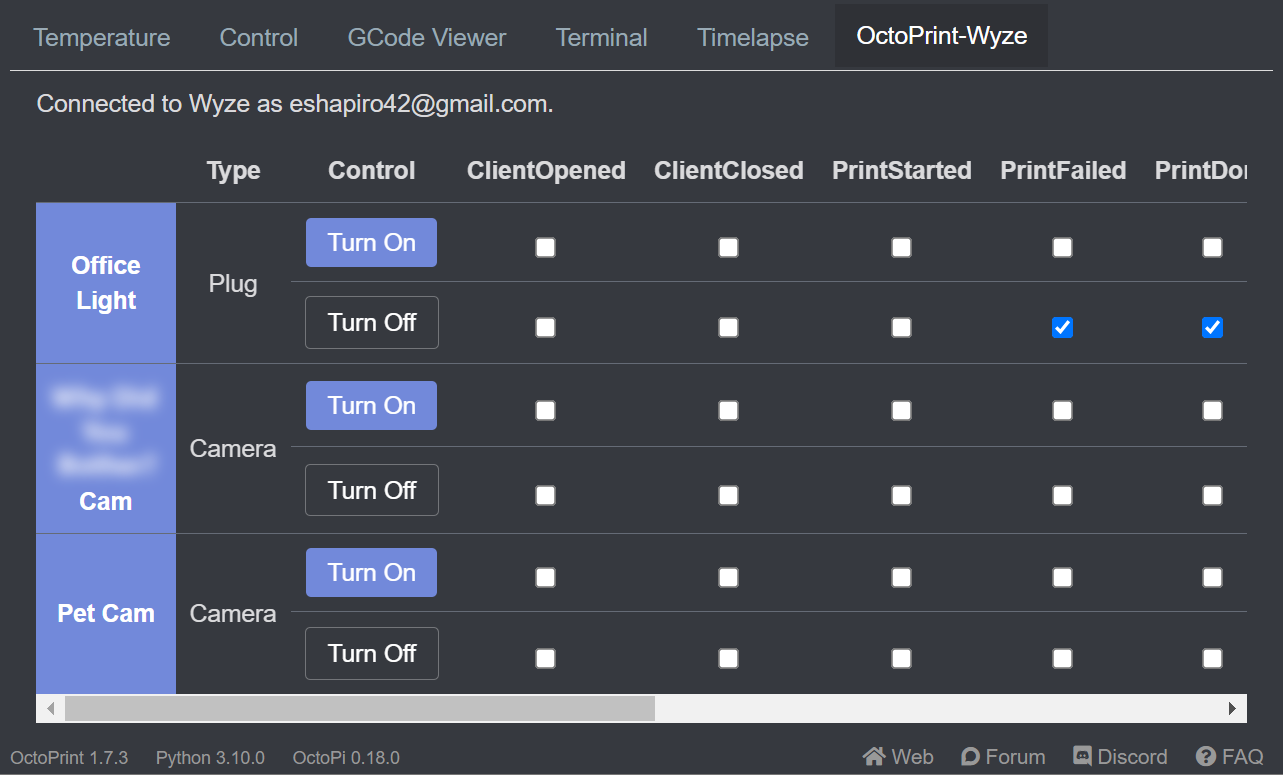 Temperature Control GCode Viewer Terminal Timelapse OctoPrint-Wyze
Connected to Wyze as eshapiro42@gmail.com.
Type Control ClientOpened ClientClosed PrintStarted PrintFailed PrintDon
Office
Light
Plug
Turn On
Turn Off
Cam
Camera
Turn On
Turn Off
Pet Cam
Camera
Turn On
Turn Off
OctoPrint 1.7.3 Python 3.10.0 OctoPi 0.18.0 Web Forum Discord FAQ